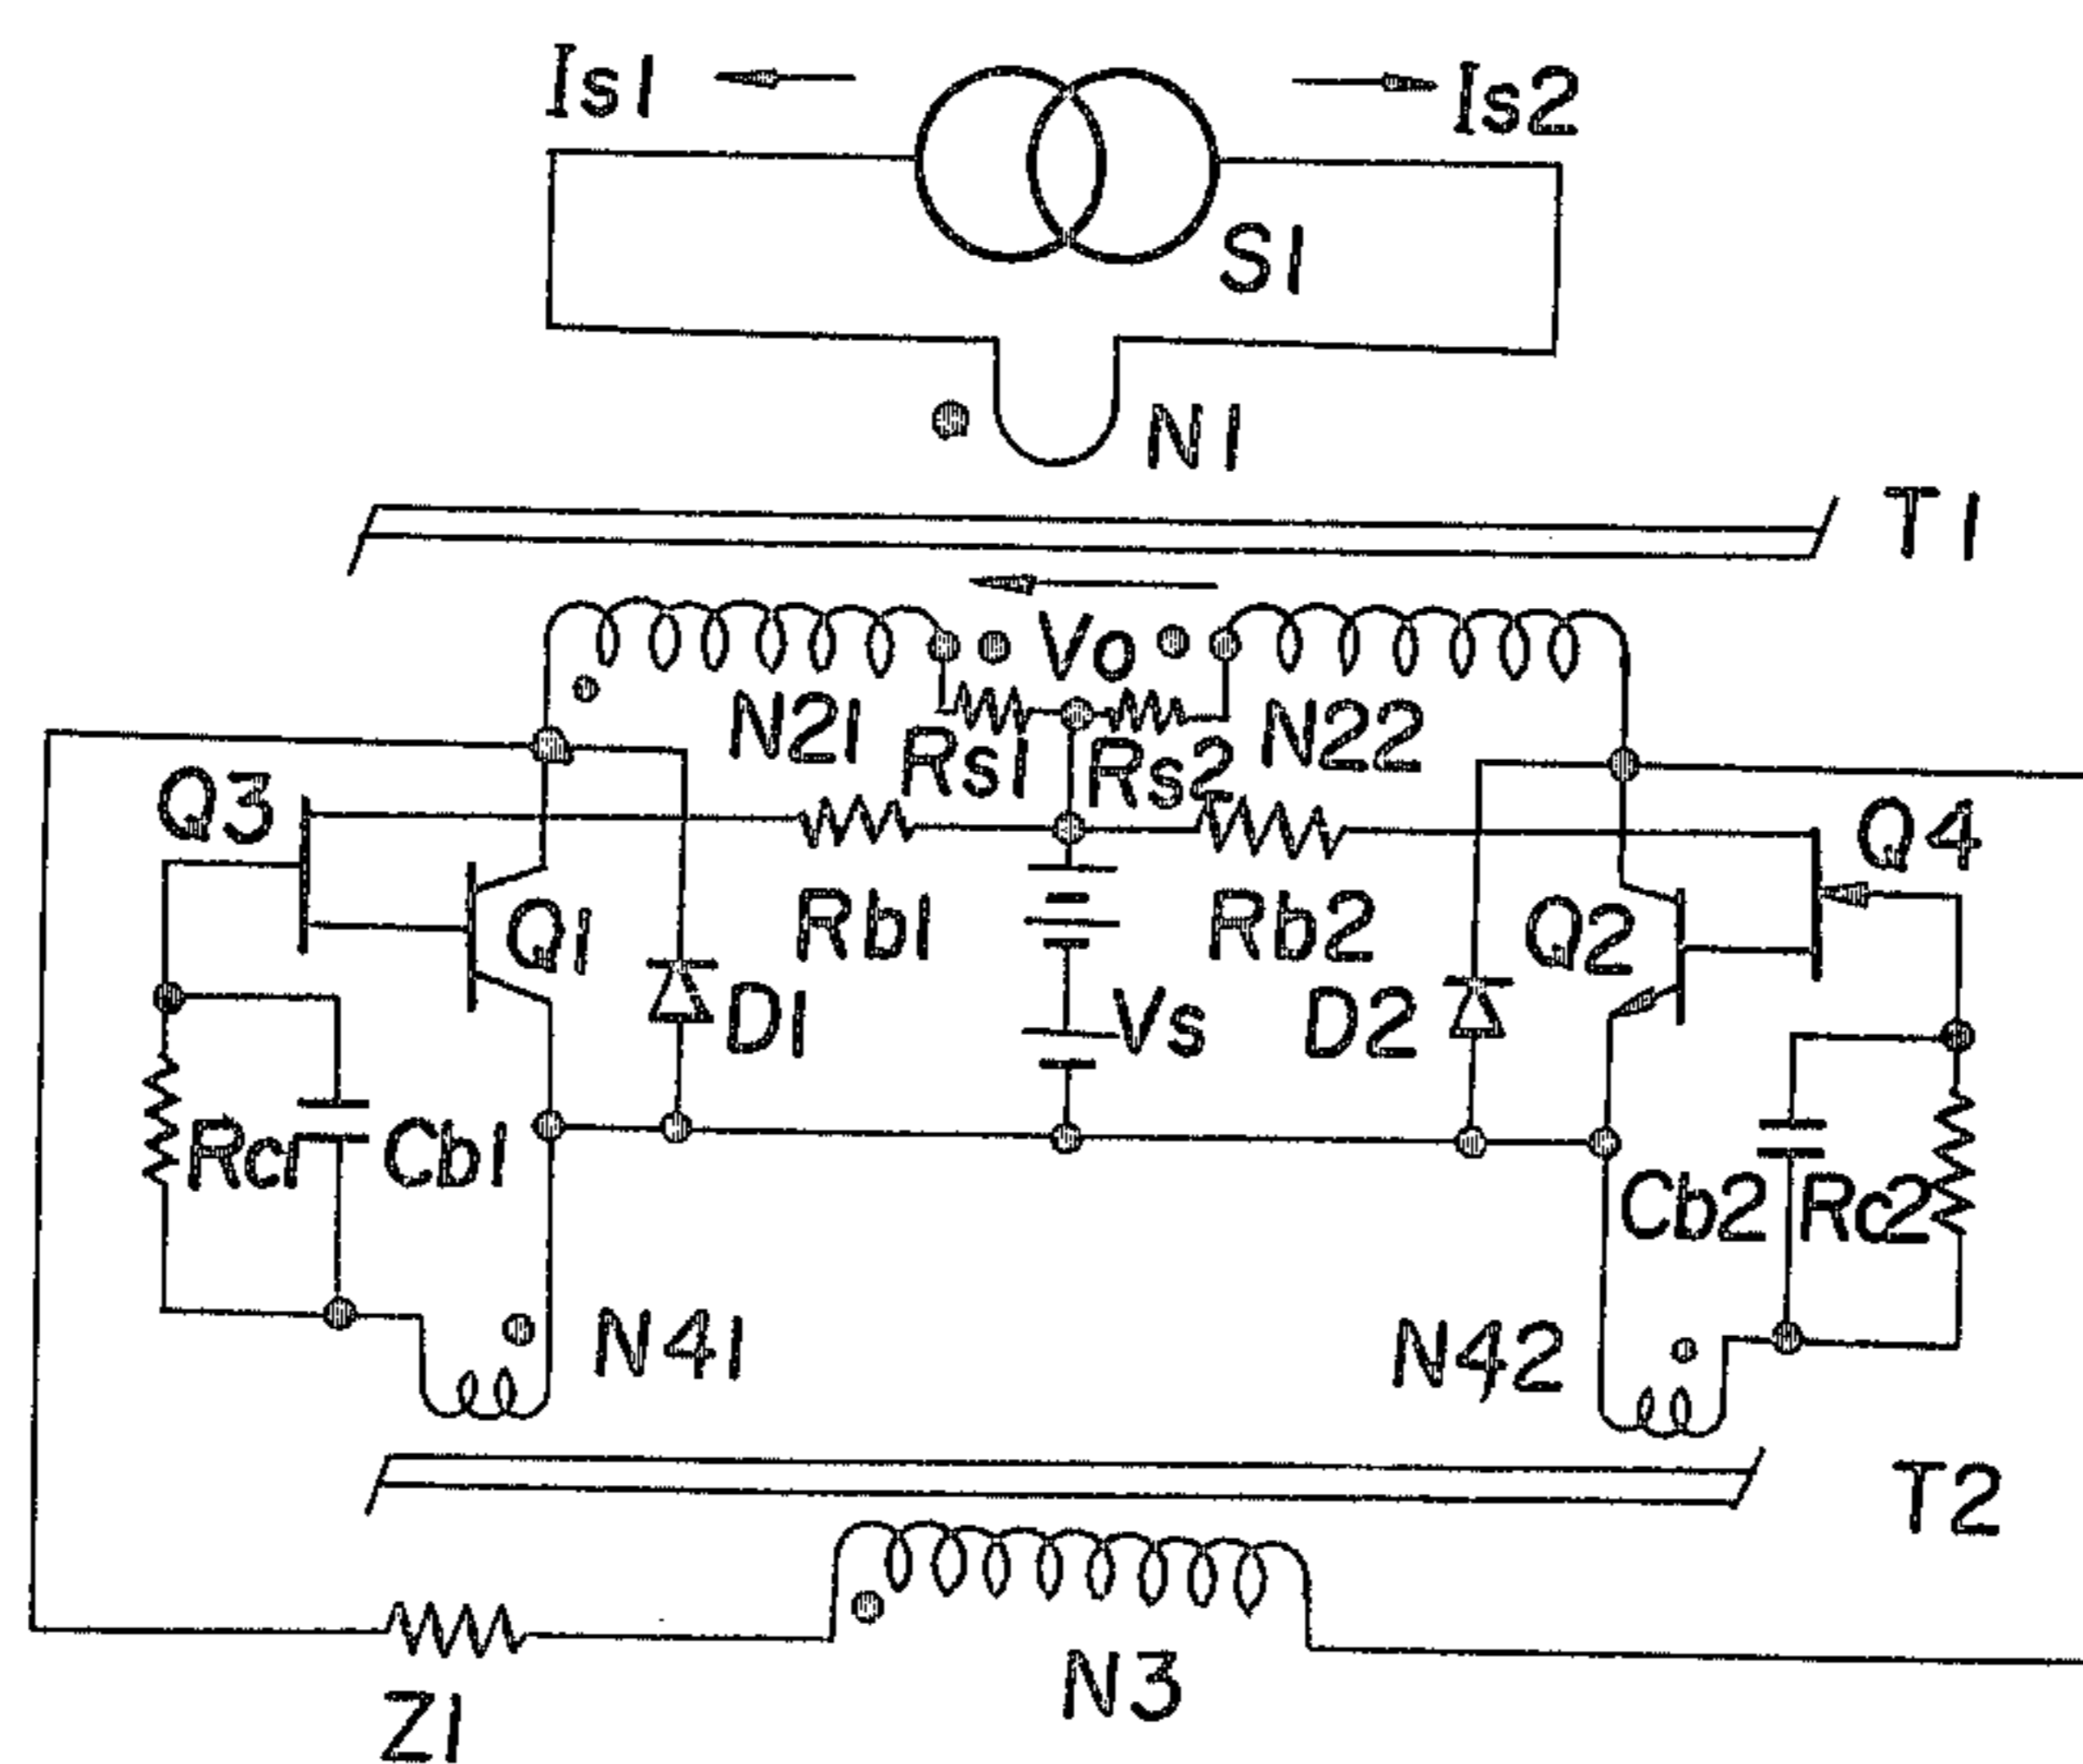 Is1
Is2
S1
N1
T1
Vo
N21
Rs1
Rs2
N22
Q3
Q4
Q1
Rb1
Rb2
Q2
D1
Vs
D2
Rc1
Cb1
Cb2
Rc2
N41
N42
T2
N3
Z1